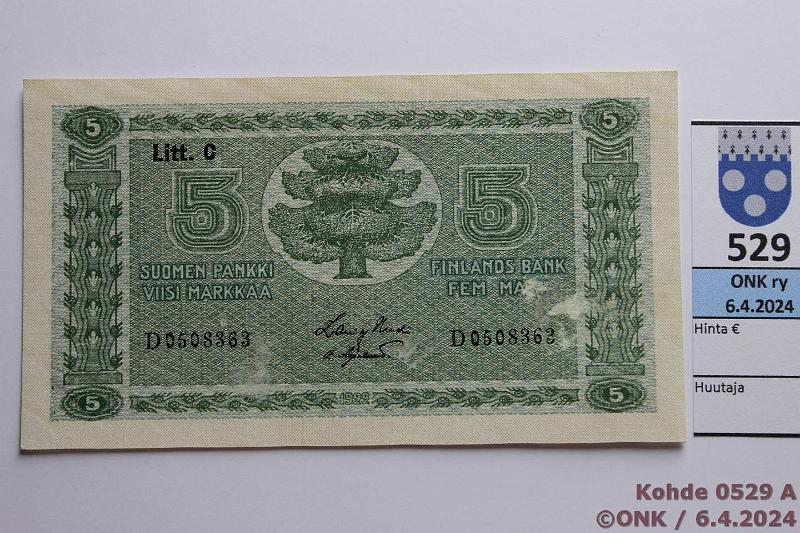 5 5
Litt. C
5 5
SUOMEN PANKKI FINLANDS BANK
VIISI MARKKAA FEM
D0508363 D0508363
1922
5 5
529
ONK ry
6.4.2024
Hinta €
Huutaja
Kohde 0529 A
©ONK / 6.4.2024